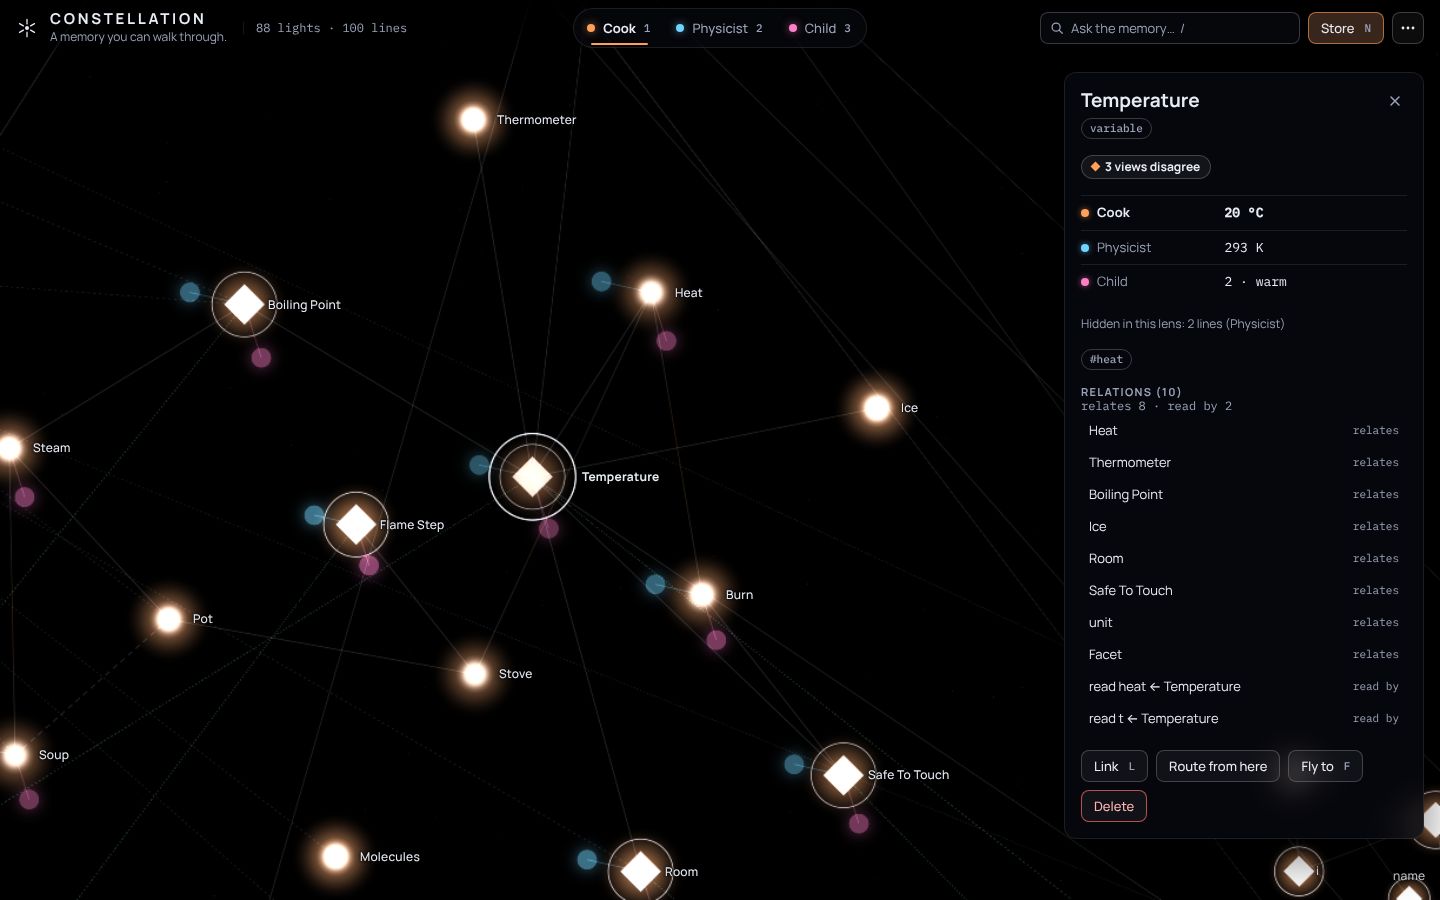 CONSTELLATION
A memory you can walk through.
88 lights · 100 lines
Cook 1
Physicist 2
Child 3
Ask the memory… /
Store N
Thermometer
Boiling Point
Heat
Ice
Steam
Temperature
Flame Step
Burn
Pot
Stove
Soup
Safe To Touch
Molecules
Room
i
name
Temperature
variable
3 views disagree
Cook 20 °C
Physicist 293 K
Child 2 · warm
Hidden in this lens: 2 lines (Physicist)
#heat
RELATIONS (10)
relates 8 · read by 2
Heat relates
Thermometer relates
Boiling Point relates
Ice relates
Room relates
Safe To Touch relates
unit relates
Facet relates
read heat ← Temperature read by
read t ← Temperature read by
Link L
Route from here
Fly to F
Delete